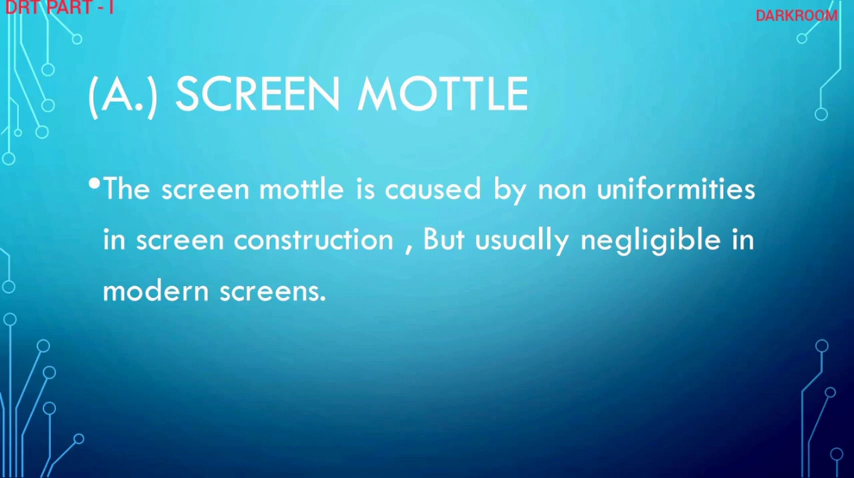 DRT PART - I
DARKROOM
(A.) SCREEN MOTTLE
•The screen mottle is caused by non uniformities
in screen construction , But usually negligible in
modern screens.